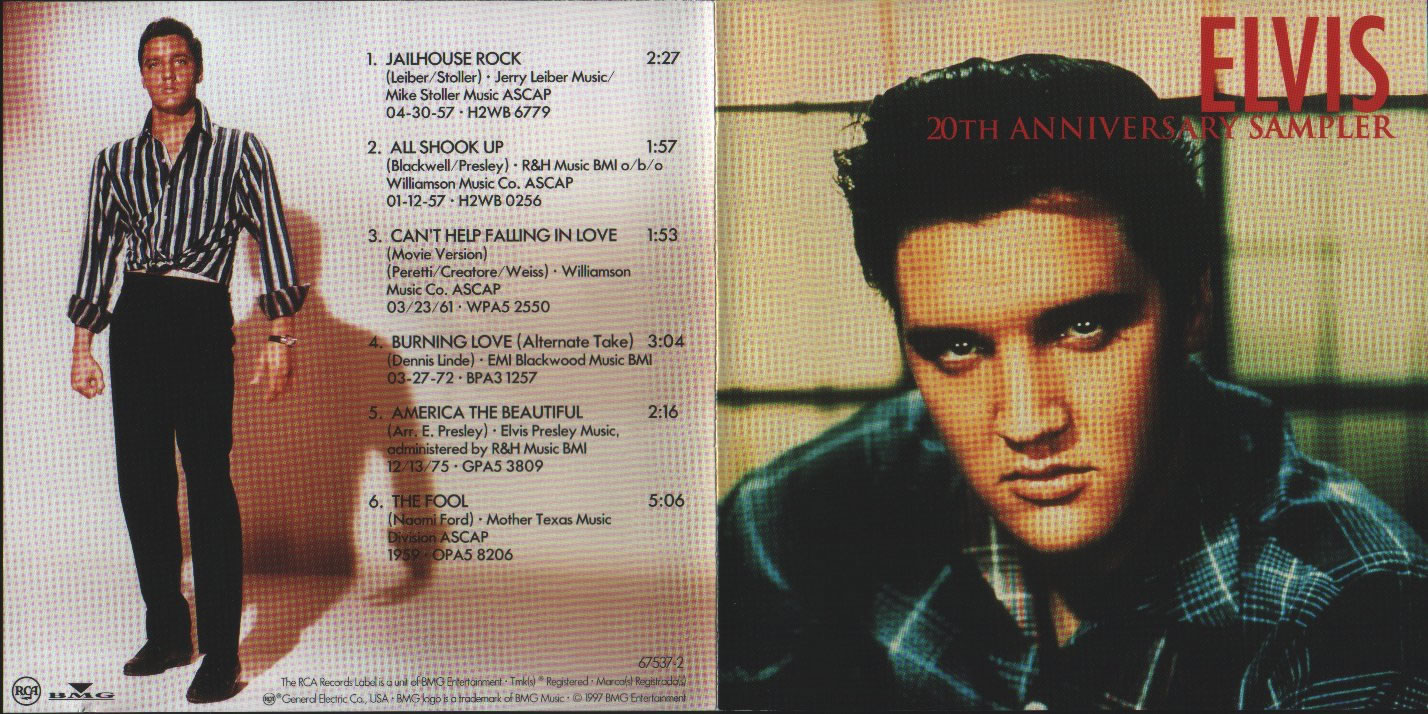 1. JAILHOUSE ROCK 2:27
(Leiber/Stoller) • Jerry Leiber Music/
Mike Stoller Music ASCAP
04-30-57 • H2WB 6779
2. ALL SHOOK UP 1:57
(Blackwell/Presley) • R&H Music BMI o/b/o
Williamson Music Co. ASCAP
01-12-57 • H2WB 0256
3. CAN'T HELP FALLING IN LOVE 1:53
(Movie Version)
(Peretti/Creatore/Weiss) • Williamson
Music Co. ASCAP
03/23/61 • WPA5 2550
4. BURNING LOVE (Alternate Take) 3:04
(Dennis Linde) • EMI Blackwood Music BMI
03-27-72 • BPA3 1257
5. AMERICA THE BEAUTIFUL 2:16
(Arr. E. Presley) • Elvis Presley Music,
administered by R&H Music BMI
12/13/75 • GPA5 3809
6. THE FOOL 5:06
(Naomi Ford) • Mother Texas Music
Division ASCAP
1959 • OPA5 8206
67537-2
The RCA Records Label is a unit of BMG Entertainment • Tmk(s) ® Registered • Marca(s) Registrada(s)
RCA ® General Electric Co., USA • BMG logo is a trademark of BMG Music • © 1997 BMG Entertainment
RCA
BMG
ELVIS
20TH ANNIVERSARY SAMPLER